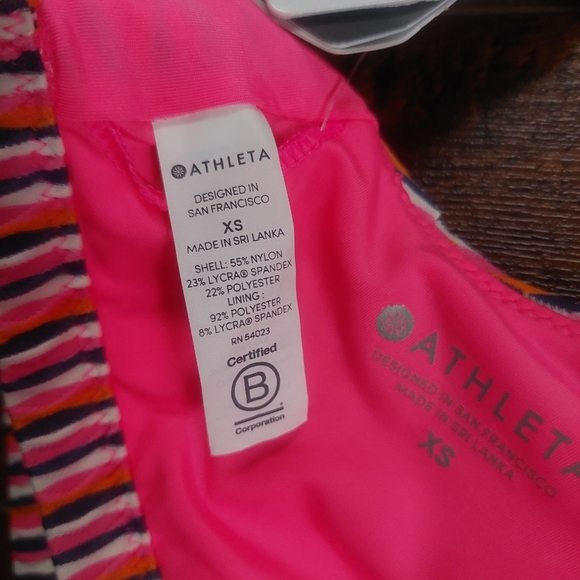 ATHLETA
DESIGNED IN
SAN FRANCISCO
XS
MADE IN SRI LANKA
SHELL: 55% NYLON
23% LYCRA® SPANDEX
22% POLYESTER
LINING :
92% POLYESTER
8% LYCRA® SPANDEX
RN 54023
Certified
B
Corporation
ATHLETA
DESIGNED IN SAN FRANCISCO
MADE IN SRI LANKA
XS